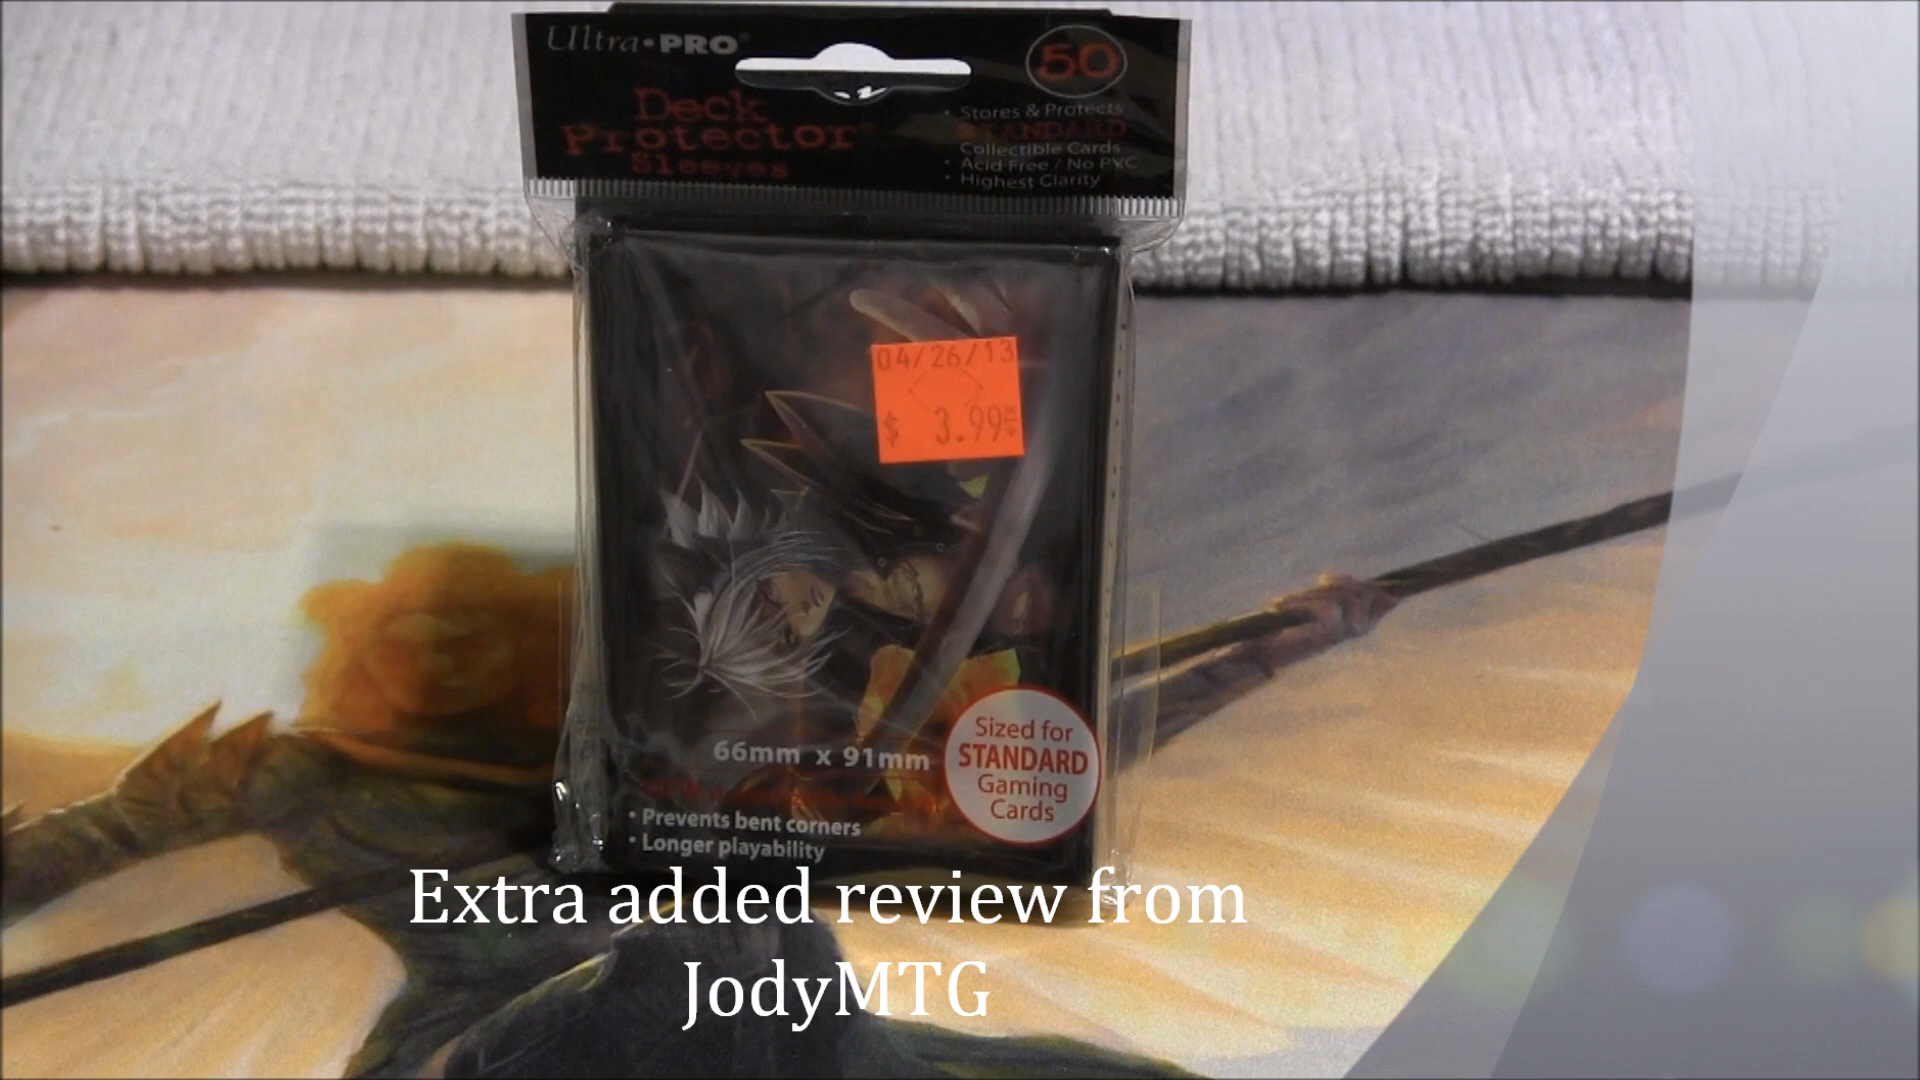 Ultra•PRO®
50
Deck
Protector
Sleeves
• Stores & Protects
STANDARD
Collectible Cards
• Acid Free / No PVC
• Highest Clarity
04/26/13
$ 3.99
66mm x 91mm
NEW
• Prevents bent corners
• Longer playability
Sized for
STANDARD
Gaming
Cards
Extra added review from
JodyMTG